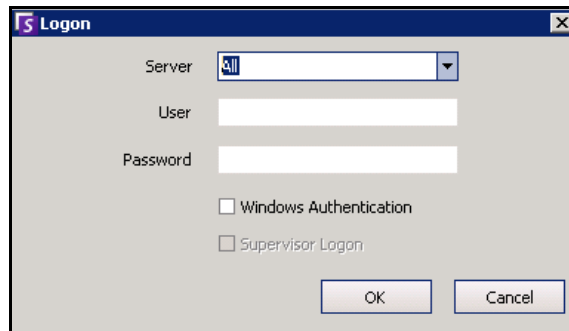 Logon
Server All
User
Password
Windows Authentication
Supervisor Logon
OK Cancel